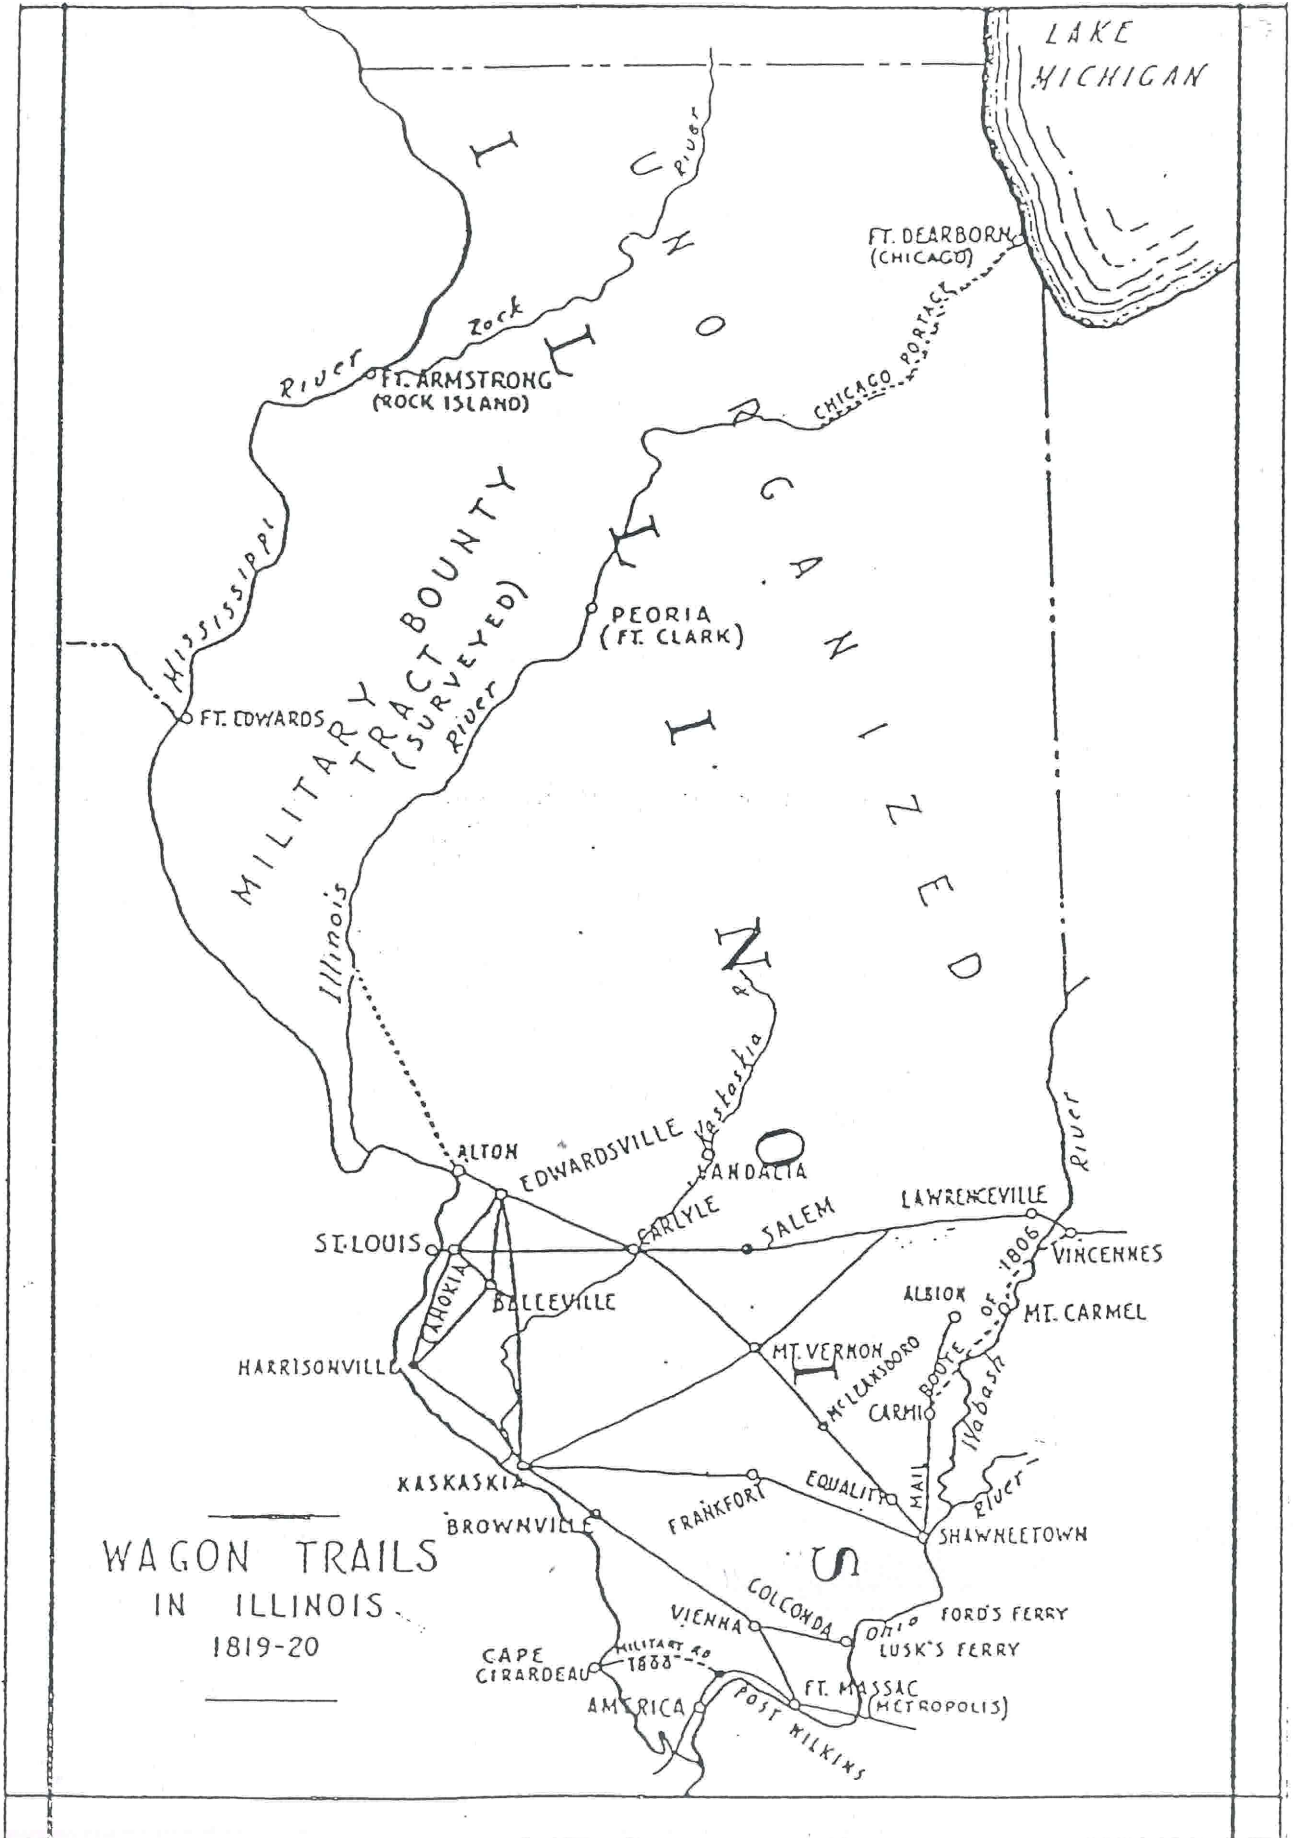 LAKE
MICHIGAN
ILLINOIS
UNORGANIZED
River
FT. DEARBORN
(CHICAGO)
CHICAGO PORTAGE
Rock
River
FT. ARMSTRONG
(ROCK ISLAND)
MILITARY BOUNTY
TRACT
(SURVEYED)
Mississippi
PEORIA
(FT. CLARK)
River
FT. EDWARDS
Illinois
Kaskaskia R
ALTON
EDWARDSVILLE
VANDALIA
River
CARLYLE
SALEM
LAWRENCEVILLE
ST. LOUIS
VINCENNES
CAHOKIA
BELLEVILLE
ALBION
MT. CARMEL
ROUTE OF 1806
HARRISONVILLE
MT. VERNON
McLEANSBORO
CARMI
Wabash
KASKASKIA
FRANKFORT
EQUALITY
MAIL
River
BROWNVILLE
SHAWNEETOWN
WAGON TRAILS
IN ILLINOIS
1819-20
VIENNA
GOLCONDA
Ohio
FORD'S FERRY
LUSK'S FERRY
CAPE
GIRARDEAU
MILITARY RD
AMERICA
POST WILKINS
FT. MASSAC
(METROPOLIS)